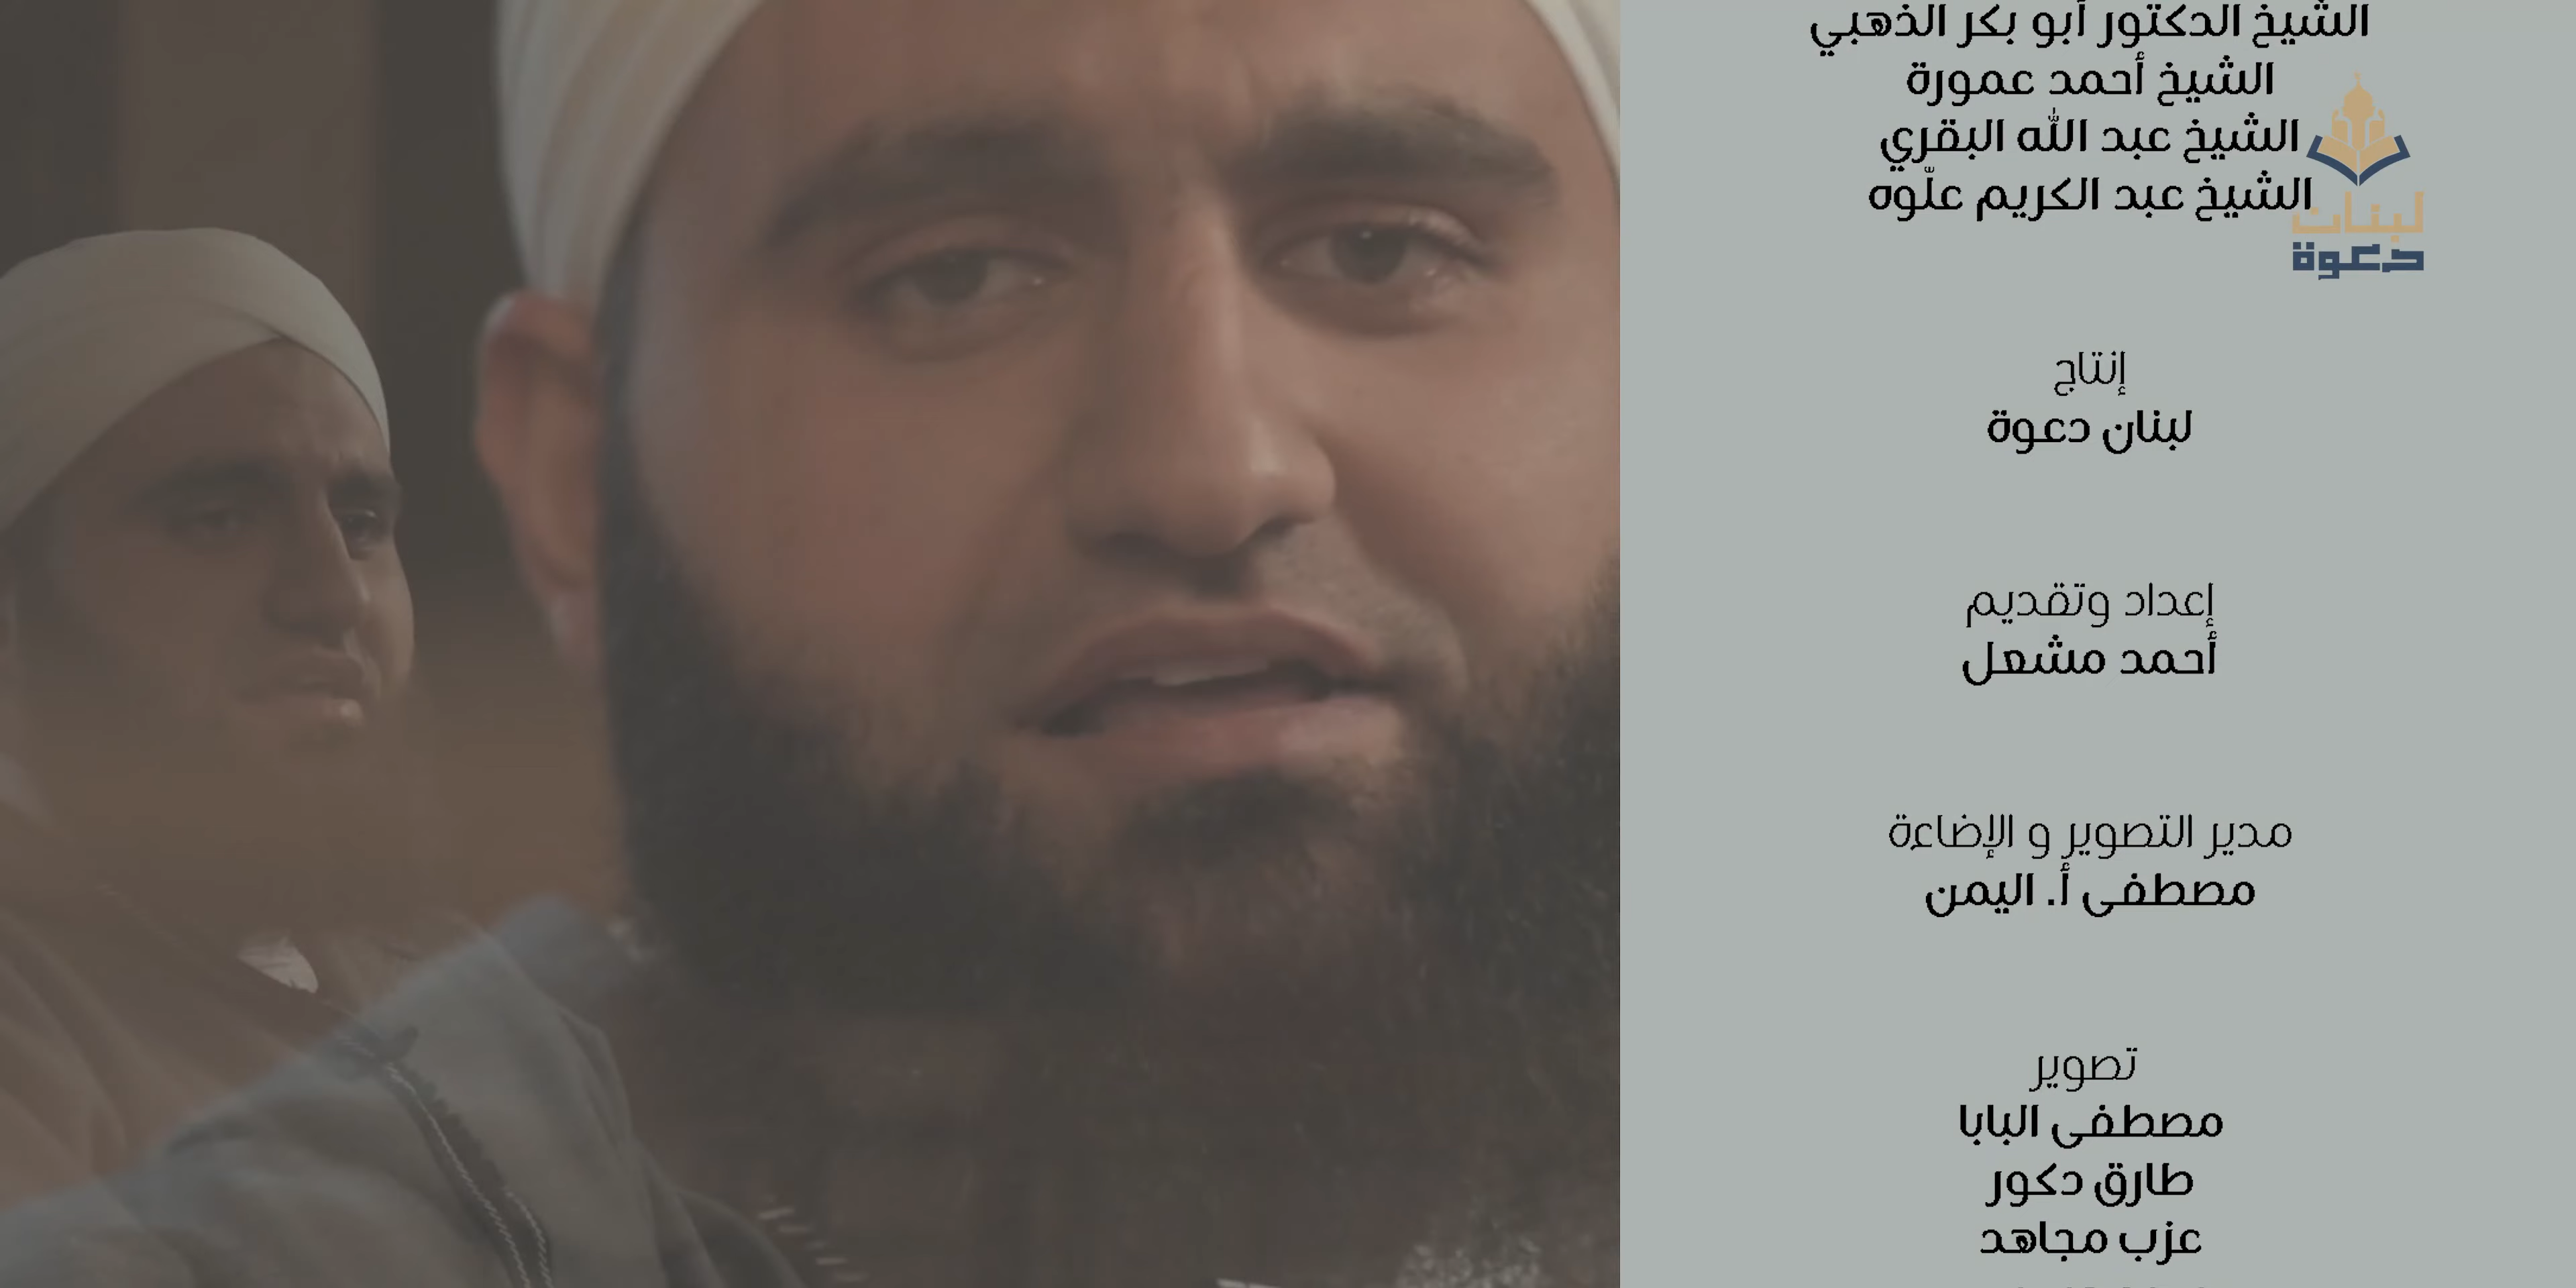 الشيخ الدكتور أبو بكر الذهبي
الشيخ أحمد عمورة
الشيخ عبد الله البقري
الشيخ عبد الكريم علّوه
لبنان
دعوة
إنتاج
لبنان دعوة
إعداد وتقديم
أحمد مشعل
مدير التصوير و الإضاءة
مصطفى أ. اليمن
تصوير
مصطفى البابا
طارق دكور
عزب مجاهد